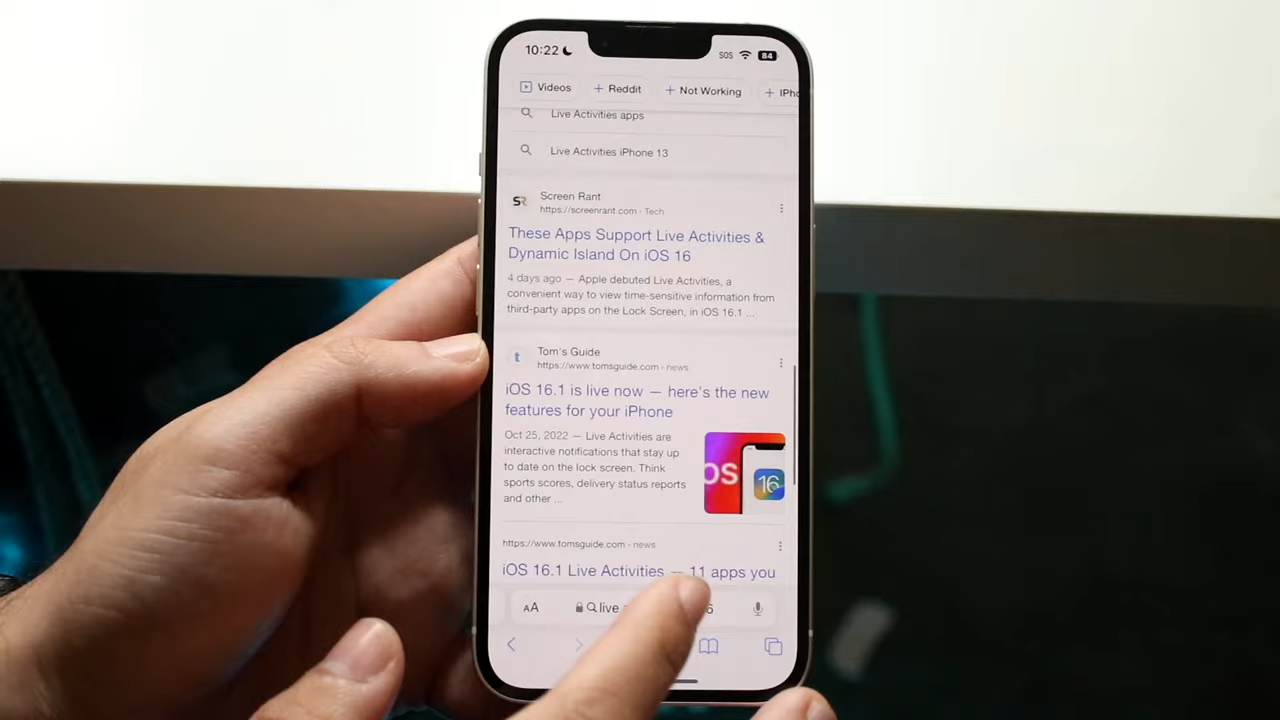 10:22
SOS
84
Videos
+ Reddit
+ Not Working
+ IPho
Live Activities apps
Live Activities iPhone 13
SR
Screen Rant
https://screenrant.com · Tech
These Apps Support Live Activities &
Dynamic Island On iOS 16
4 days ago — Apple debuted Live Activities, a
convenient way to view time-sensitive information from
third-party apps on the Lock Screen, in iOS 16.1 ...
t
Tom's Guide
https://www.tomsguide.com · news
iOS 16.1 is live now — here's the new
features for your iPhone
Oct 25, 2022 — Live Activities are
interactive notifications that stay up
to date on the lock screen. Think
sports scores, delivery status reports
and other ...
OS
16
https://www.tomsguide.com · news
iOS 16.1 Live Activities — 11 apps you
AA
live
6